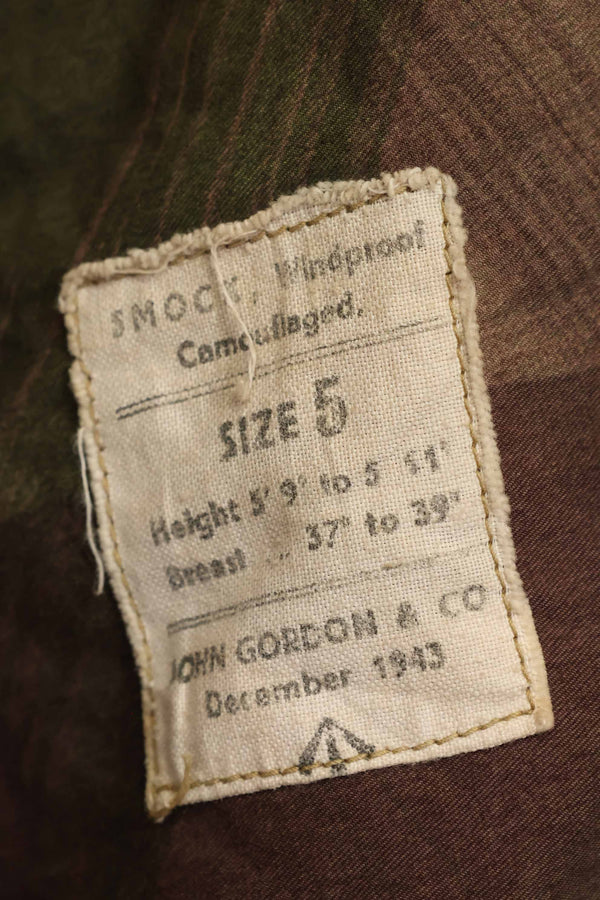 SMOCK, Windproof
Camouflaged.
SIZE 5
Height 5' 9" to 5' 11"
Breast .. 37" to 39"
JOHN GORDON & CO
December 1943